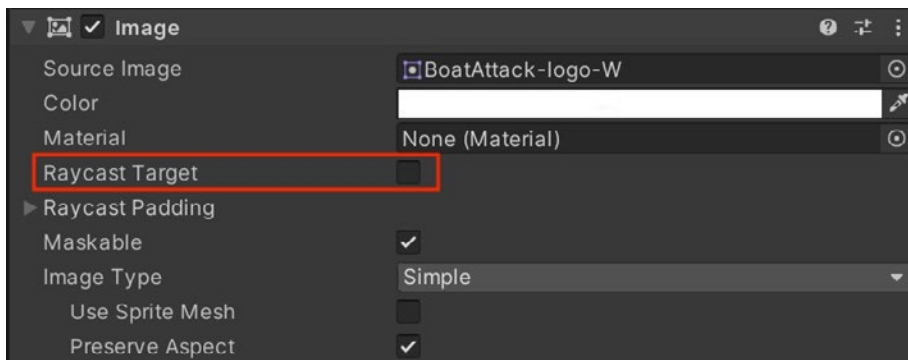 Image
Source Image BoatAttack-logo-W
Color
Material None (Material)
Raycast Target
Raycast Padding
Maskable
Image Type Simple
Use Sprite Mesh
Preserve Aspect